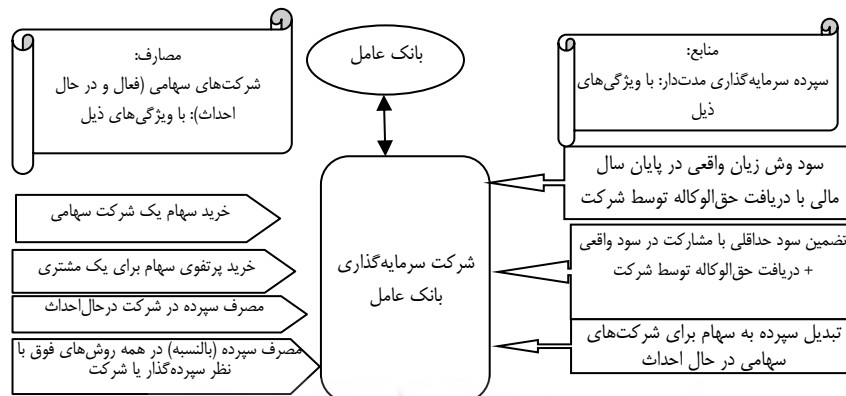 منابع:
سپرده سرمایه‌گذاری مدت‌دار: با ویژگی‌های
ذیل
بانک عامل
مصارف:
شرکت‌های سهامی (فعال و در حال
احداث): با ویژگی‌های ذیل
سود وش زیان واقعی در پایان سال
مالی با دریافت حق‌الوکاله توسط شرکت
تضمین سود حداقلی با مشارکت در سود واقعی
+ دریافت حق‌الوکاله توسط شرکت
تبدیل سپرده به سهام برای شرکت‌های
سهامی در حال احداث
شرکت سرمایه‌گذاری
بانک عامل
خرید سهام یک شرکت سهامی
خرید پرتفوی سهام برای یک مشتری
مصرف سپرده در شرکت درحال‌احداث
مصرف سپرده (بالنسبه) در همه روش‌های فوق با
نظر سپرده‌گذار یا شرکت